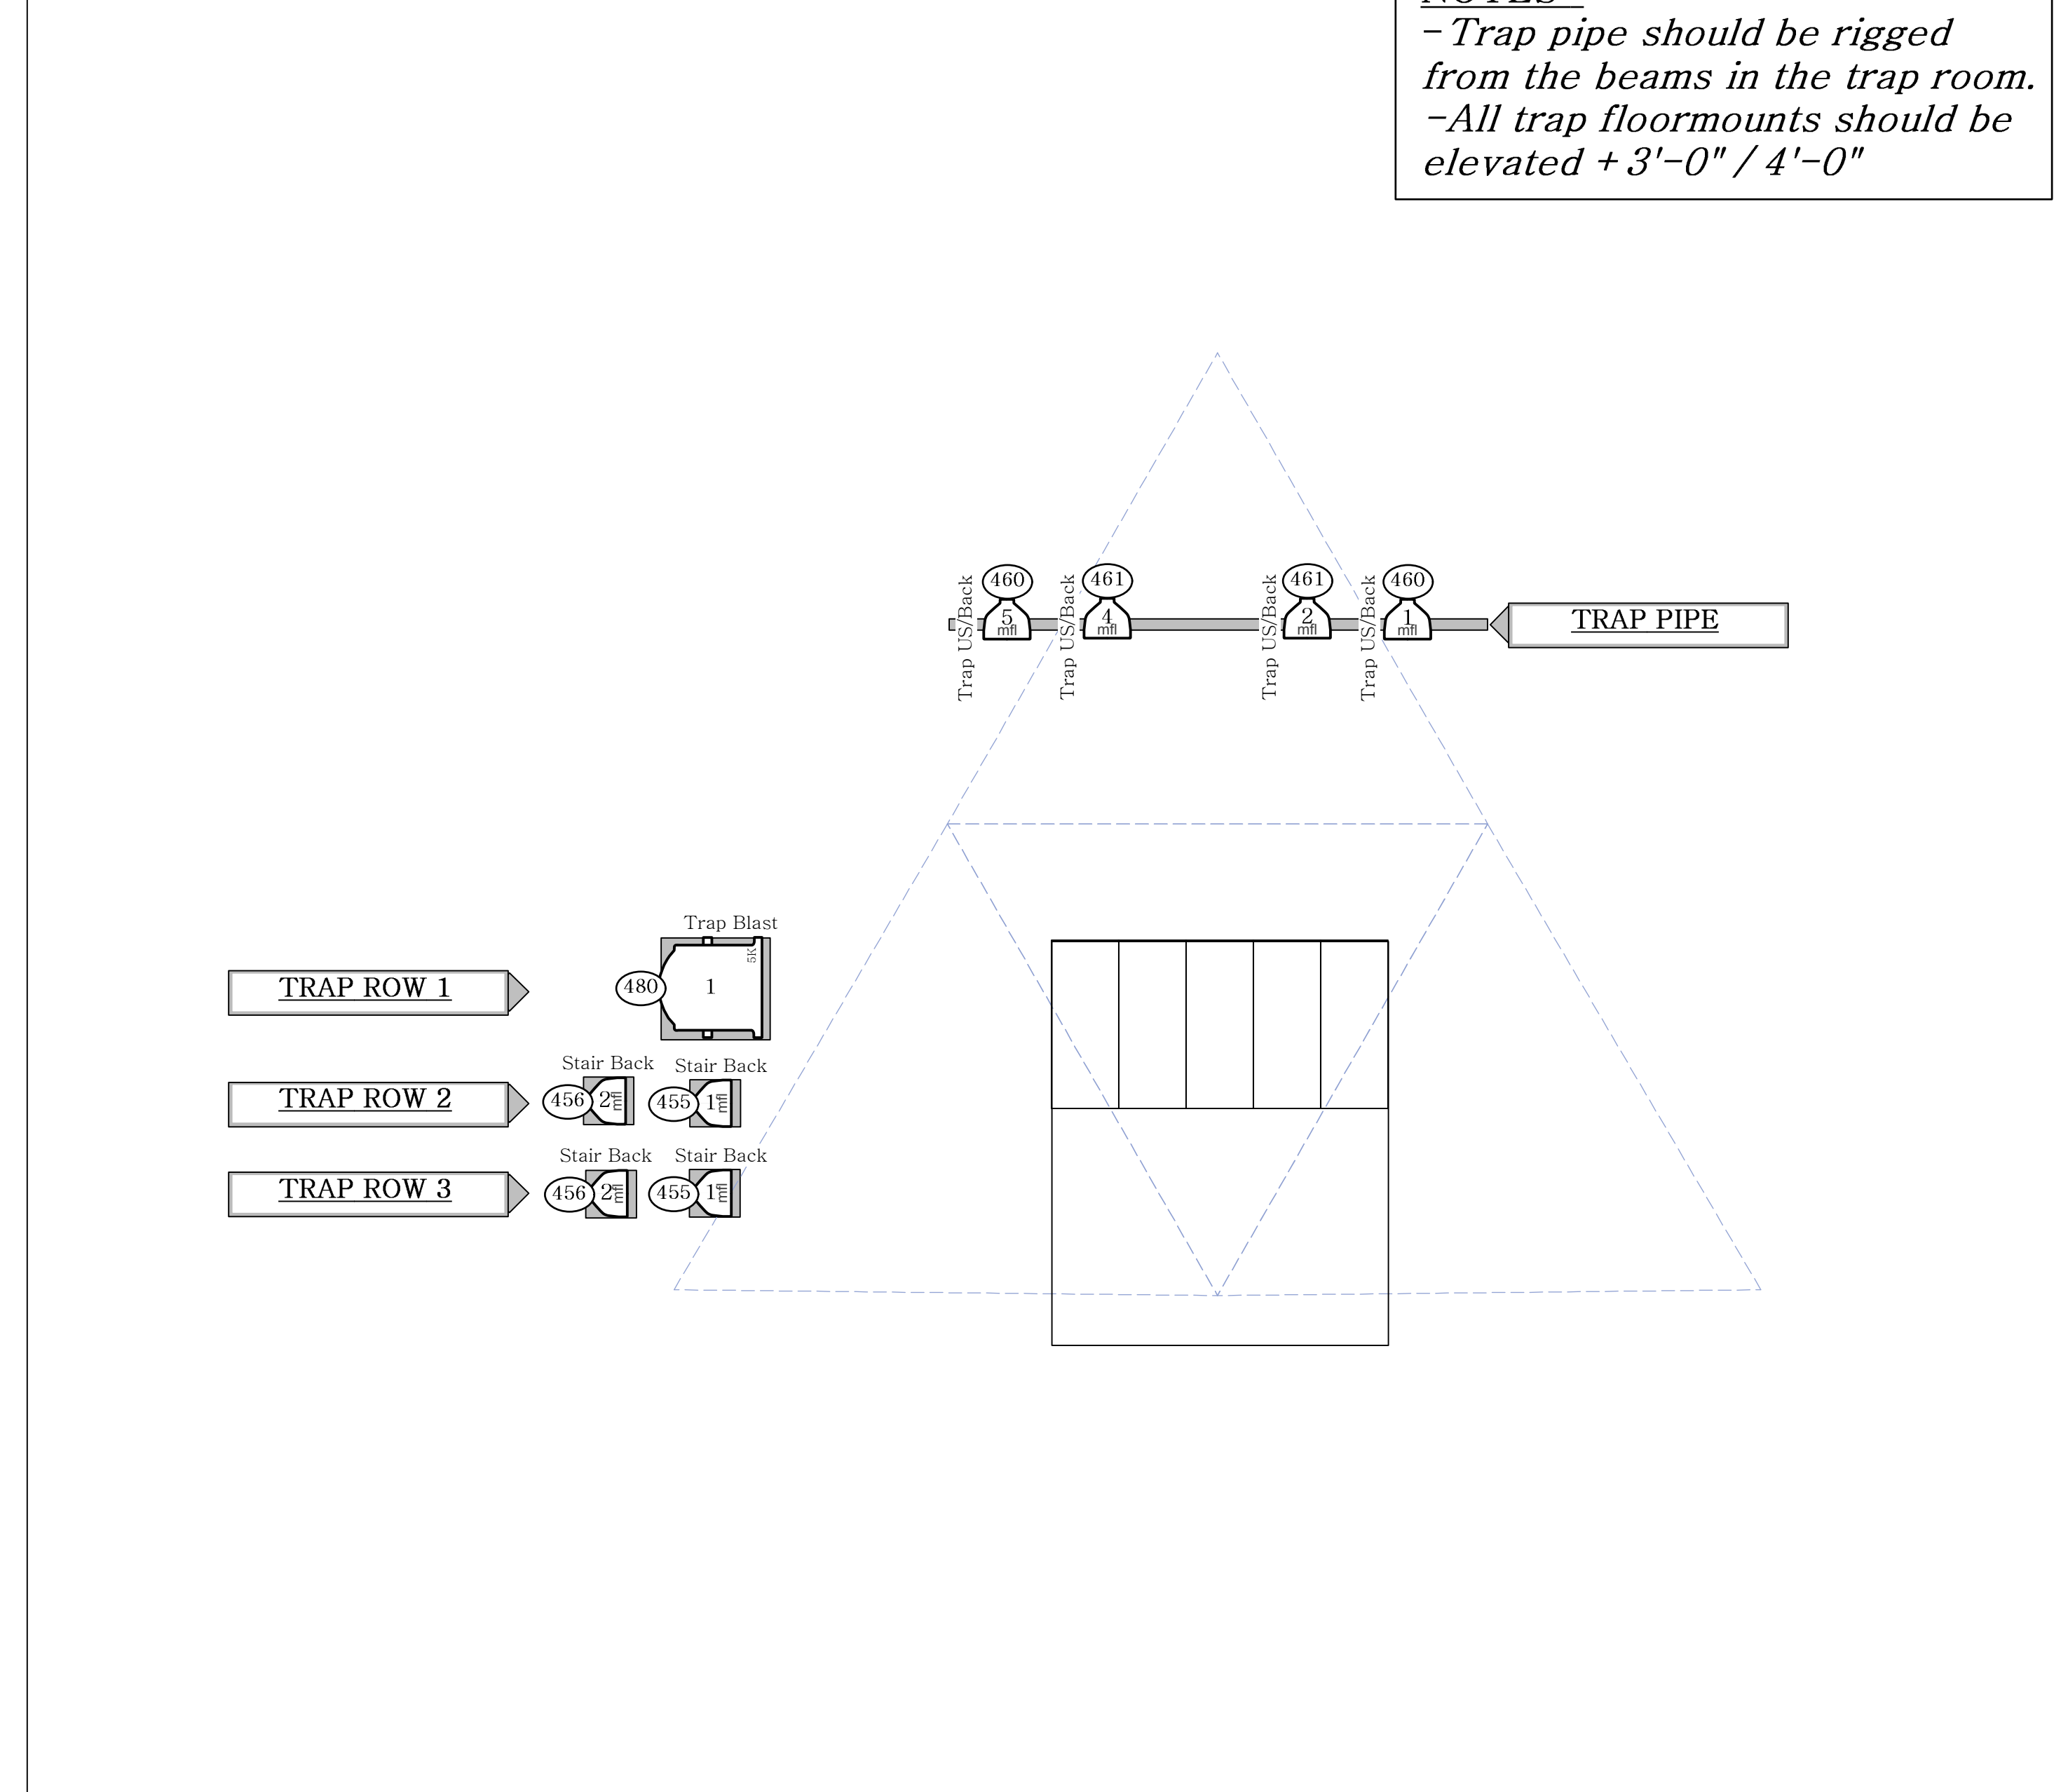 NOTES
-Trap pipe should be rigged
from the beams in the trap room.
-All trap floormounts should be
elevated +3'-0" / 4'-0"
460 461 461 460
5 4 2 1
mfl mfl mfl mfl
Trap US/Back
Trap US/Back
Trap US/Back
Trap US/Back
TRAP PIPE
Trap Blast
TRAP ROW 1
480 1 5K
Stair Back Stair Back
TRAP ROW 2
456 2 mfl 455 1 mfl
Stair Back Stair Back
TRAP ROW 3
456 2 mfl 455 1 mfl